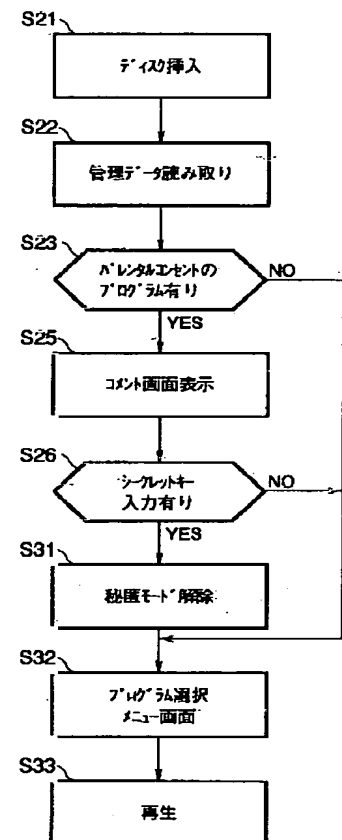 S21
ディスク挿入
S22
管理データ読み取り
S23
パレンタルコンセントの
プログラム有り
NO
YES
S25
コメント画面表示
S26
シークレットキー
入力有り
NO
YES
S31
秘匿モード解除
S32
プログラム選択
メニュー画面
S33
再生